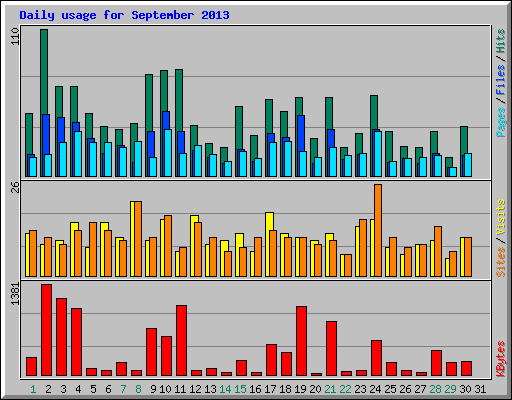 Daily usage for September 2013
110
Pages / Files / Hits
26
Sites / Visits
1381
KBytes
1 2 3 4 5 6 7 8 9 10 11 12 13 14 15 16 17 18 19 20 21 22 23 24 25 26 27 28 29 30 31